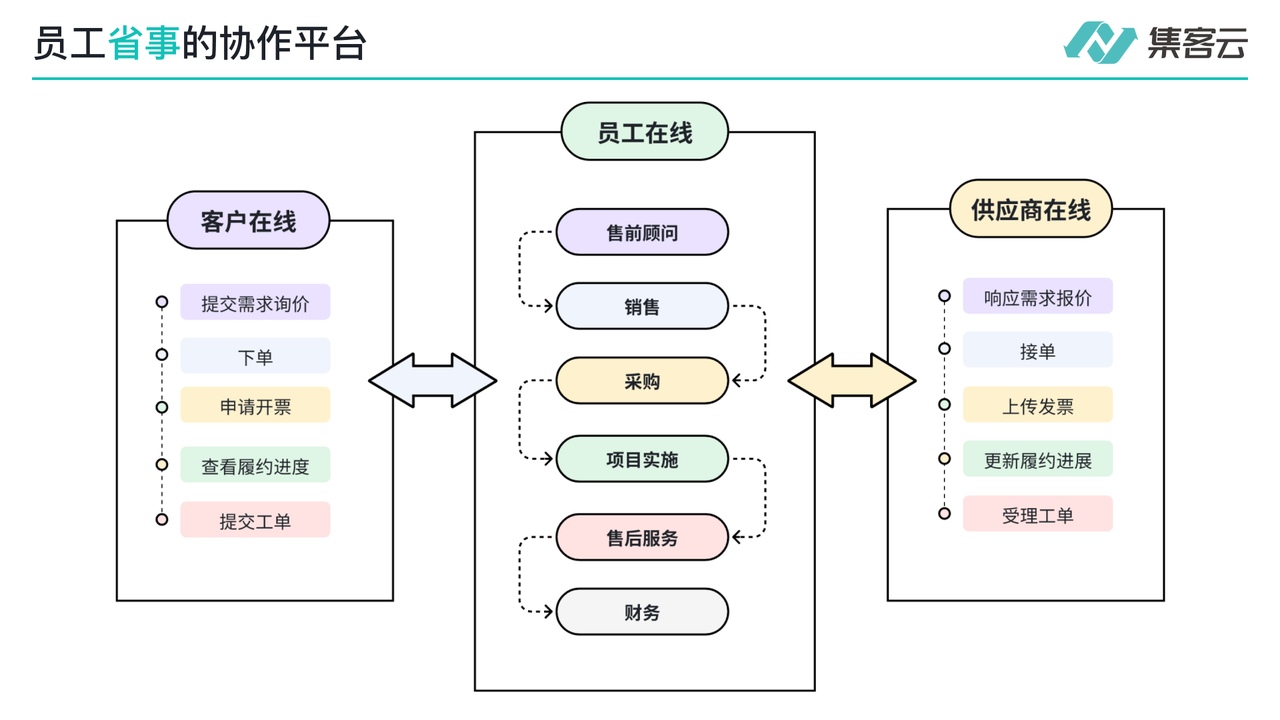 员工省事的协作平台
集客云
客户在线
提交需求询价
下单
申请开票
查看履约进度
提交工单
员工在线
售前顾问
销售
采购
项目实施
售后服务
财务
供应商在线
响应需求报价
接单
上传发票
更新履约进展
受理工单